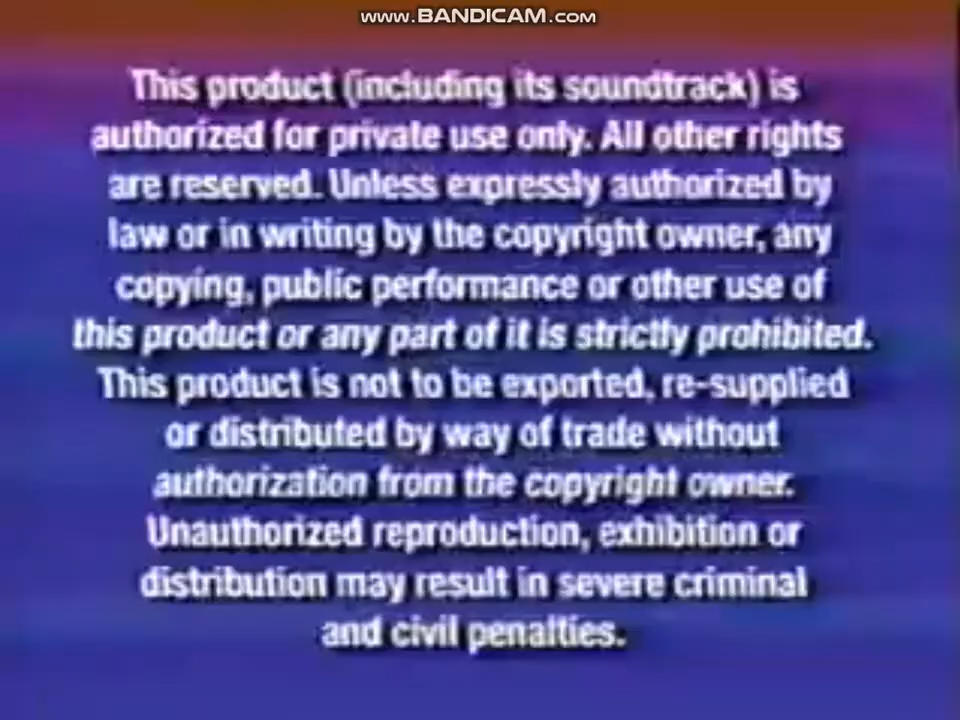 www.BANDICAM.com
This product (including its soundtrack) is
authorized for private use only. All other rights
are reserved. Unless expressly authorized by
law or in writing by the copyright owner, any
copying, public performance or other use of
this product or any part of it is strictly prohibited.
This product is not to be exported, re-supplied
or distributed by way of trade without
authorization from the copyright owner.
Unauthorized reproduction, exhibition or
distribution may result in severe criminal
and civil penalties.